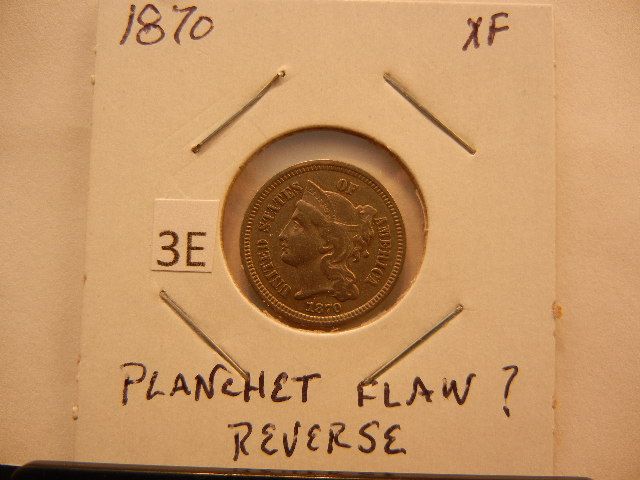 1870 XF
UNITED STATES OF AMERICA
1870
3E
PLANCHET FLAW ?
REVERSE